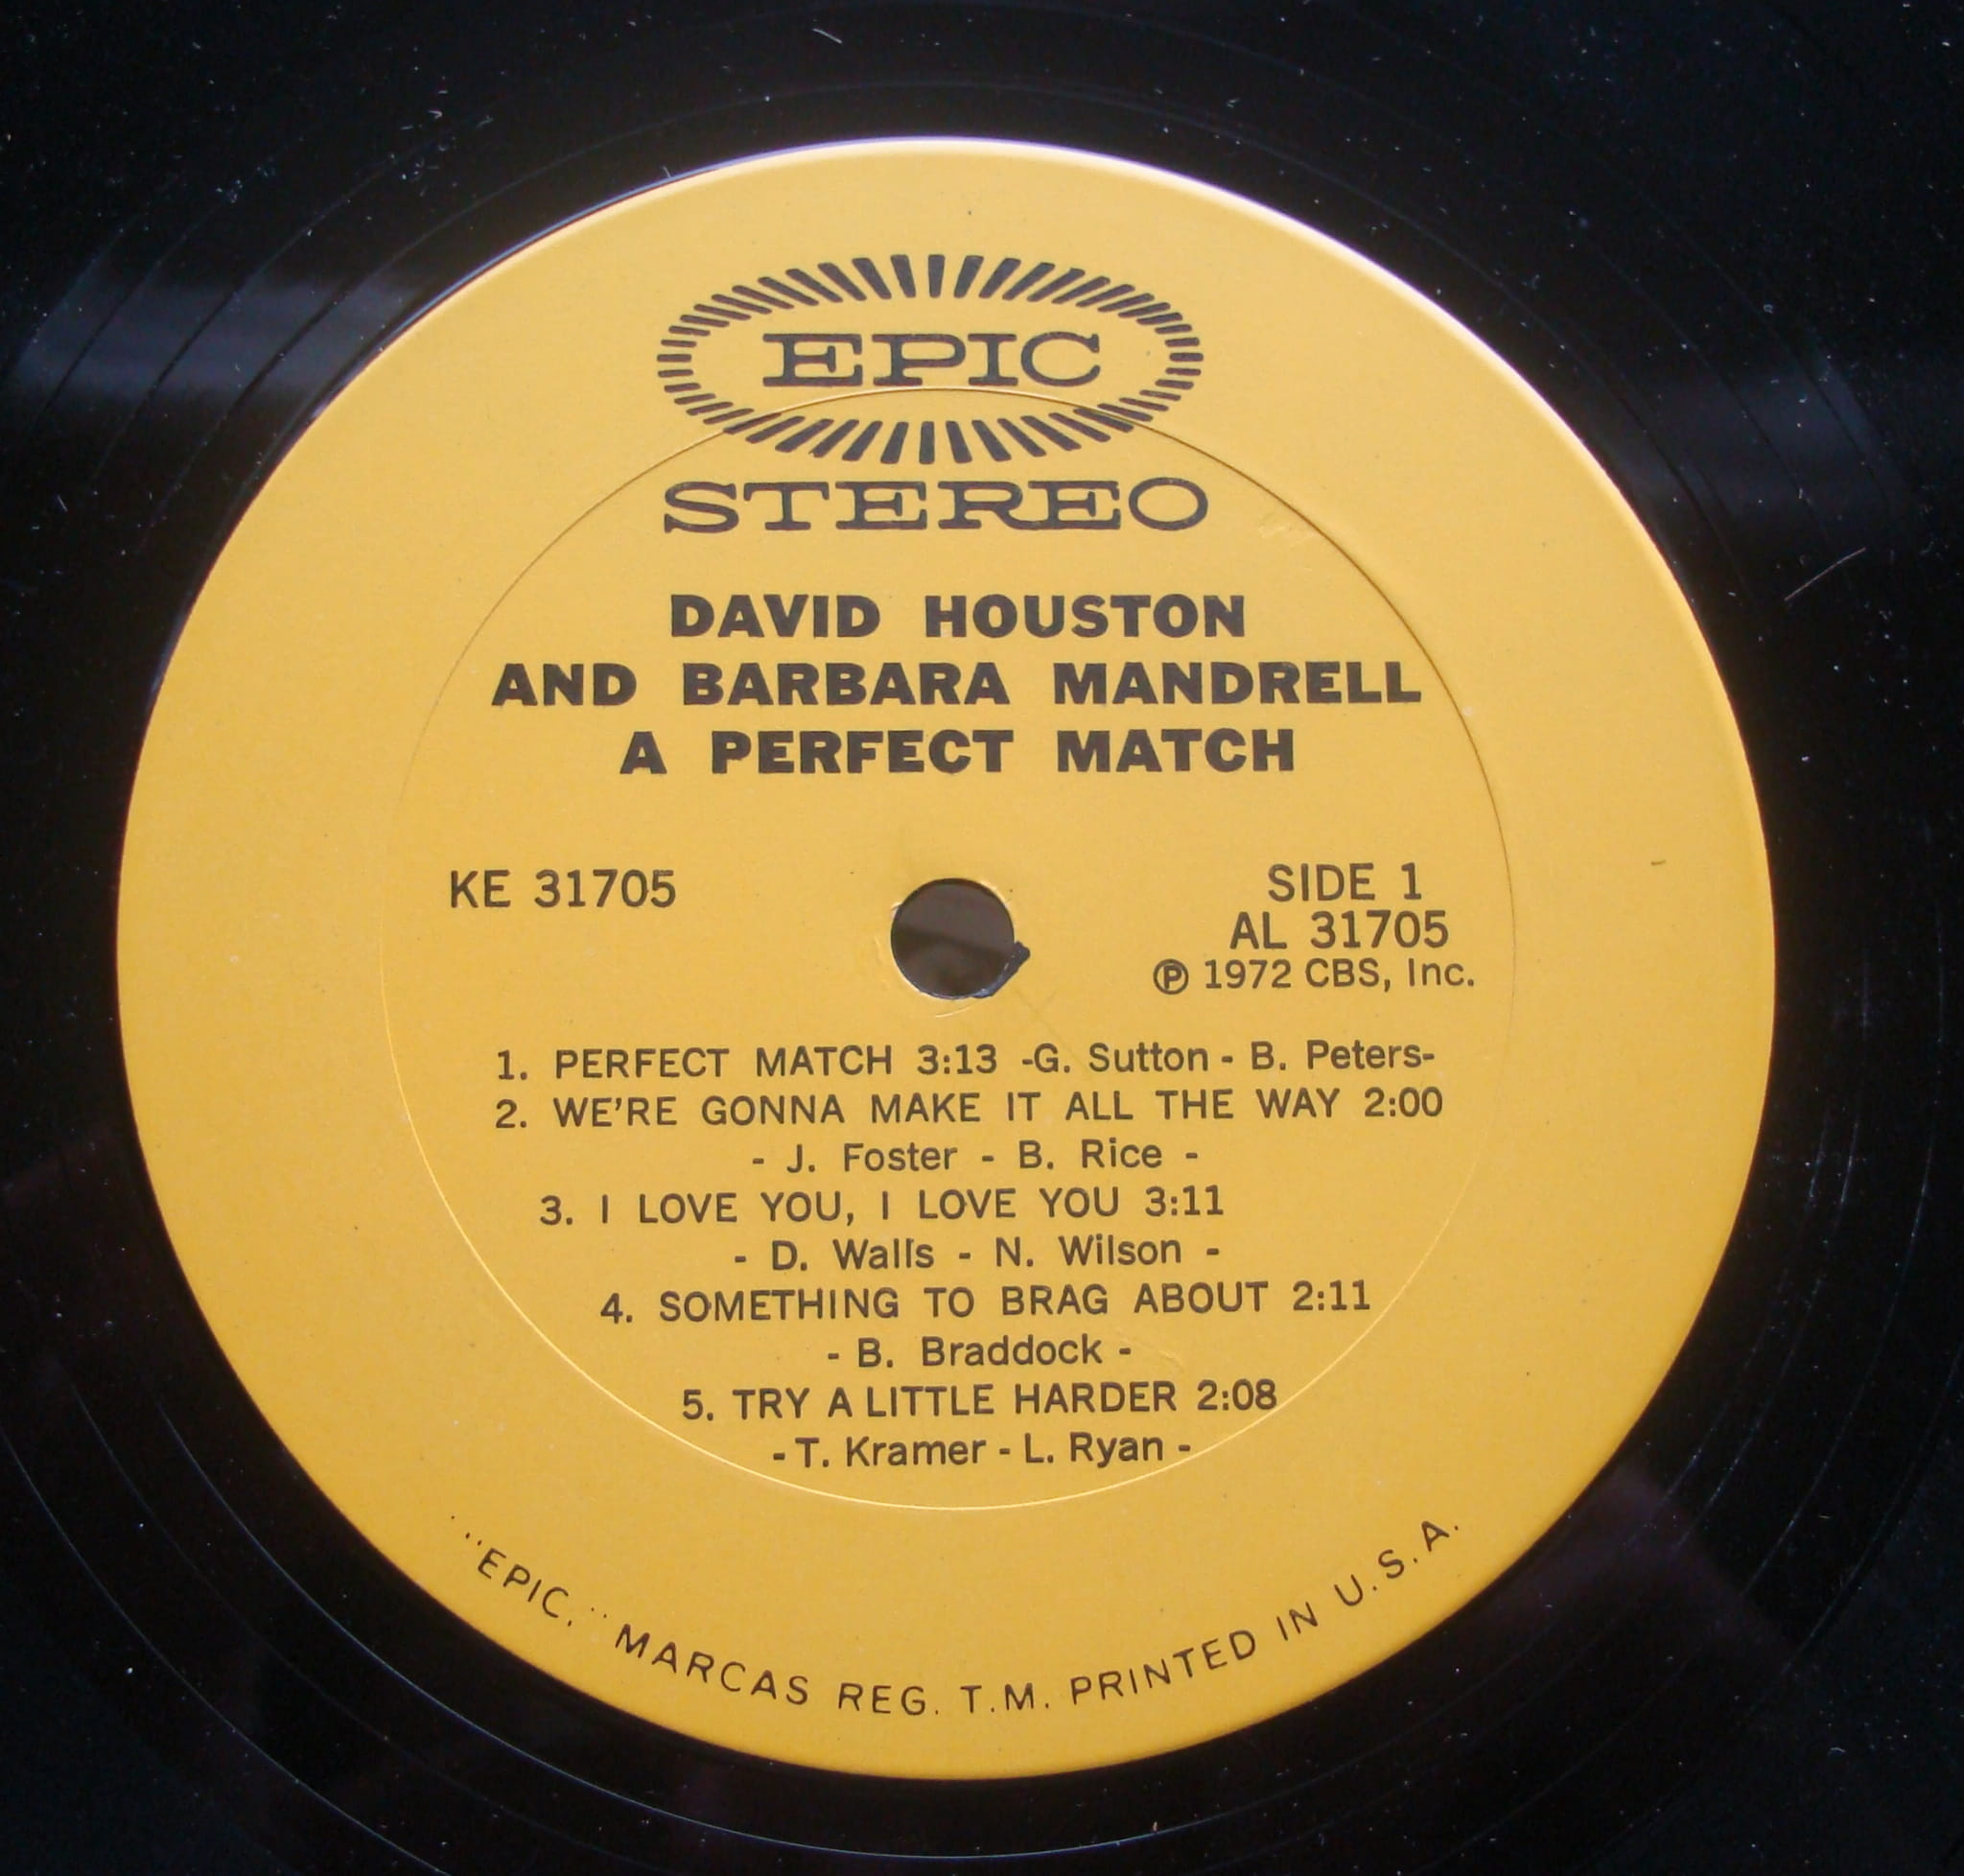 EPIC
STEREO
DAVID HOUSTON
AND BARBARA MANDRELL
A PERFECT MATCH
KE 31705
SIDE 1
AL 31705
℗ 1972 CBS, Inc.
1. PERFECT MATCH 3:13 -G. Sutton - B. Peters-
2. WE'RE GONNA MAKE IT ALL THE WAY 2:00
- J. Foster - B. Rice -
3. I LOVE YOU, I LOVE YOU 3:11
- D. Walls - N. Wilson -
4. SOMETHING TO BRAG ABOUT 2:11
- B. Braddock -
5. TRY A LITTLE HARDER 2:08
- T. Kramer - L. Ryan -
"EPIC." MARCAS REG. T.M. PRINTED IN U.S.A.